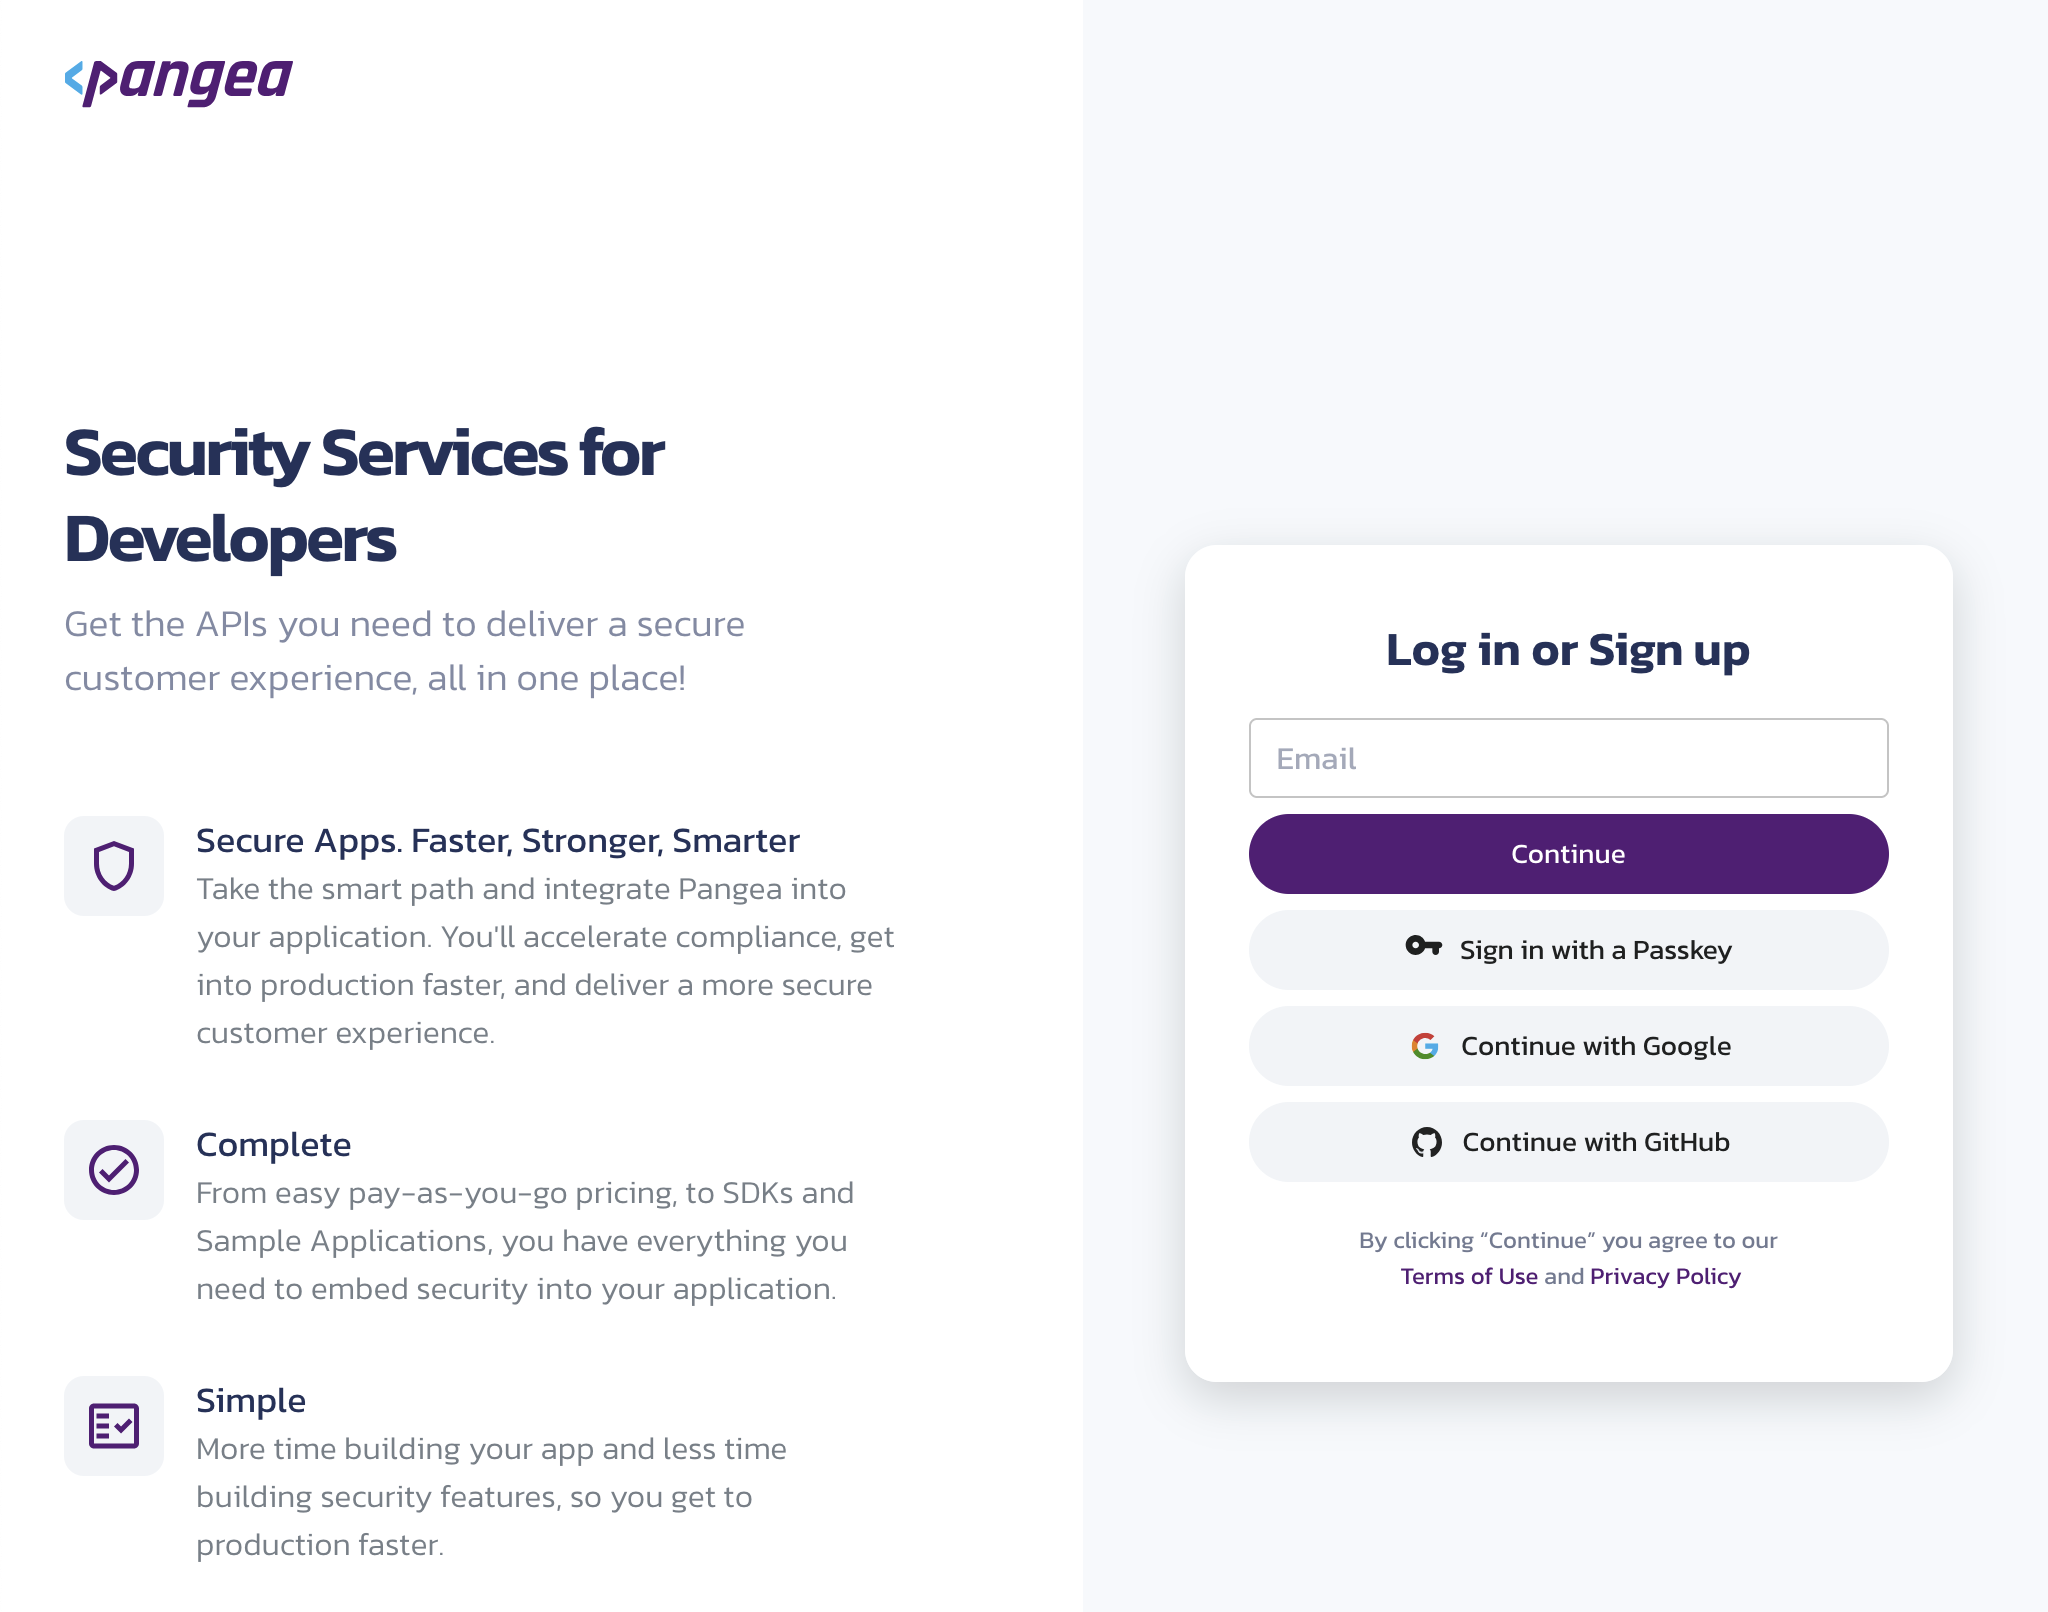 <pangea
Security Services for
Developers
Get the APIs you need to deliver a secure
customer experience, all in one place!
Secure Apps. Faster, Stronger, Smarter
Take the smart path and integrate Pangea into
your application. You'll accelerate compliance, get
into production faster, and deliver a more secure
customer experience.
Complete
From easy pay-as-you-go pricing, to SDKs and
Sample Applications, you have everything you
need to embed security into your application.
Simple
More time building your app and less time
building security features, so you get to
production faster.
Log in or Sign up
Email
Continue
Sign in with a Passkey
Continue with Google
Continue with GitHub
By clicking “Continue” you agree to our
Terms of Use and Privacy Policy